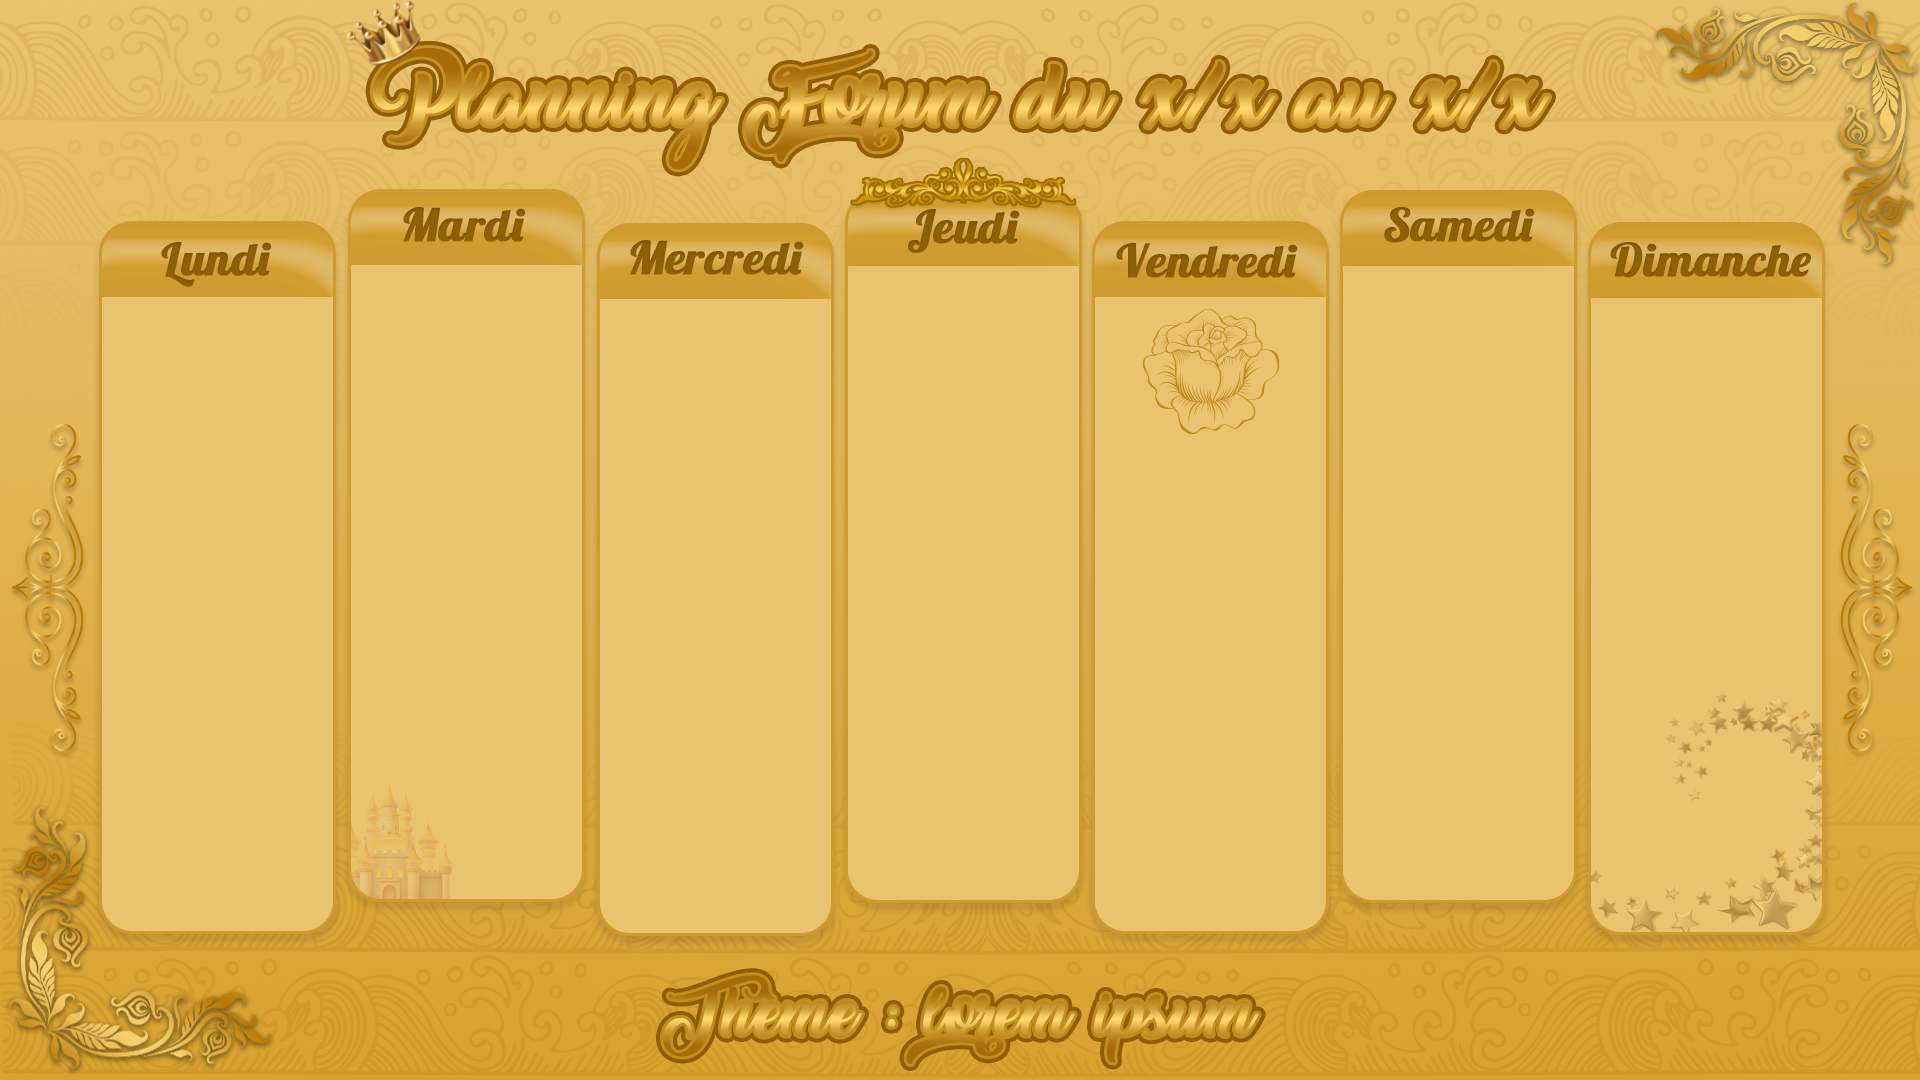 Planning Forum du x/x au x/x
Lundi
Mardi
Mercredi
Jeudi
Vendredi
Samedi
Dimanche
Thème : lorem ipsum